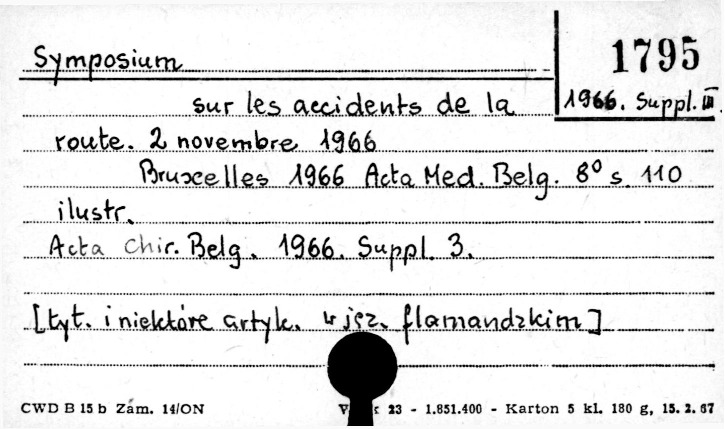 1795
Symposium
1966. Suppl. III.
sur les accidents de la
route. 2 novembre 1966
Bruxelles 1966 Acta Med. Belg. 8° s. 110
ilustr.
Acta chir. Belg. 1966. Suppl. 3.
[tyt. i niektóre artyk. w jęz. flamandzkim]
CWD B 15 b Zam. 14/ON
23 - 1.851.400 - Karton 5 kl. 180 g, 15. 2. 67